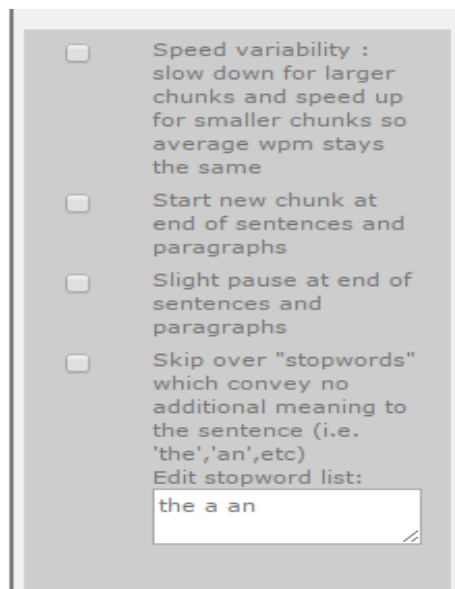 Speed variability :
slow down for larger
chunks and speed up
for smaller chunks so
average wpm stays
the same
Start new chunk at
end of sentences and
paragraphs
Slight pause at end of
sentences and
paragraphs
Skip over "stopwords"
which convey no
additional meaning to
the sentence (i.e.
'the','an',etc)
Edit stopword list:
the a an